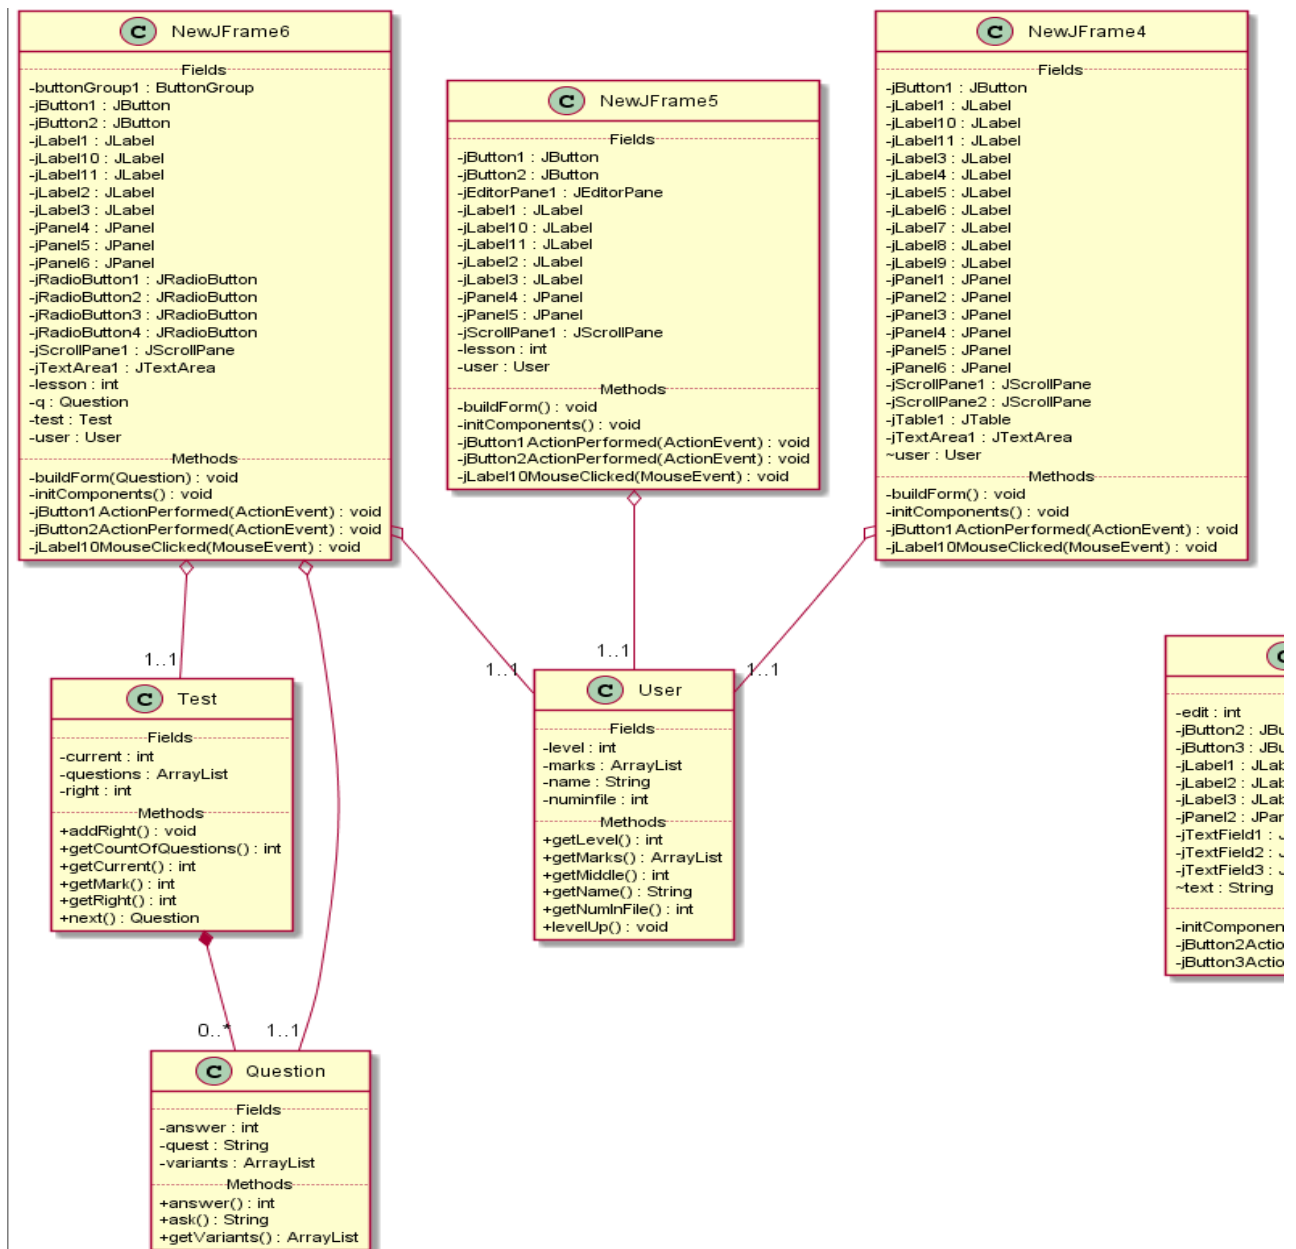 C NewJFrame6
Fields
-buttonGroup1 : ButtonGroup
-jButton1 : JButton
-jButton2 : JButton
-jLabel1 : JLabel
-jLabel10 : JLabel
-jLabel11 : JLabel
-jLabel2 : JLabel
-jLabel3 : JLabel
-jPanel4 : JPanel
-jPanel5 : JPanel
-jPanel6 : JPanel
-jRadioButton1 : JRadioButton
-jRadioButton2 : JRadioButton
-jRadioButton3 : JRadioButton
-jRadioButton4 : JRadioButton
-jScrollPane1 : JScrollPane
-jTextArea1 : JTextArea
-lesson : int
-q : Question
-test : Test
-user : User
Methods
-buildForm(Question) : void
-initComponents() : void
-jButton1ActionPerformed(ActionEvent) : void
-jButton2ActionPerformed(ActionEvent) : void
-jLabel10MouseClicked(MouseEvent) : void
C NewJFrame5
Fields
-jButton1 : JButton
-jButton2 : JButton
-jEditorPane1 : JEditorPane
-jLabel1 : JLabel
-jLabel10 : JLabel
-jLabel11 : JLabel
-jLabel2 : JLabel
-jLabel3 : JLabel
-jPanel4 : JPanel
-jPanel5 : JPanel
-jScrollPane1 : JScrollPane
-lesson : int
-user : User
Methods
-buildForm() : void
-initComponents() : void
-jButton1ActionPerformed(ActionEvent) : void
-jButton2ActionPerformed(ActionEvent) : void
-jLabel10MouseClicked(MouseEvent) : void
C NewJFrame4
Fields
-jButton1 : JButton
-jLabel1 : JLabel
-jLabel10 : JLabel
-jLabel11 : JLabel
-jLabel3 : JLabel
-jLabel4 : JLabel
-jLabel5 : JLabel
-jLabel6 : JLabel
-jLabel7 : JLabel
-jLabel8 : JLabel
-jLabel9 : JLabel
-jPanel1 : JPanel
-jPanel2 : JPanel
-jPanel3 : JPanel
-jPanel4 : JPanel
-jPanel5 : JPanel
-jPanel6 : JPanel
-jScrollPane1 : JScrollPane
-jScrollPane2 : JScrollPane
-jTable1 : JTable
-jTextArea1 : JTextArea
~user : User
Methods
-buildForm() : void
-initComponents() : void
-jButton1ActionPerformed(ActionEvent) : void
-jLabel10MouseClicked(MouseEvent) : void
1..1
1..1
1..1
1..1
C Test
Fields
-current : int
-questions : ArrayList
-right : int
Methods
+addRight() : void
+getCountOfQuestions() : int
+getCurrent() : int
+getMark() : int
+getRight() : int
+next() : Question
C User
Fields
-level : int
-marks : ArrayList
-name : String
-numinfile : int
Methods
+getLevel() : int
+getMarks() : ArrayList
+getMiddle() : int
+getName() : String
+getNumInFile() : int
+levelUp() : void
C
-edit : int
-jButton2 : JBu
-jButton3 : JBu
-jLabel1 : JLab
-jLabel2 : JLab
-jLabel3 : JLab
-jPanel2 : JPar
-jTextField1 : J
-jTextField2 : J
-jTextField3 : J
~text : String
-initComponen
-jButton2Actio
-jButton3Actio
0..*
1..1
C Question
Fields
-answer : int
-quest : String
-variants : ArrayList
Methods
+answer() : int
+ask() : String
+getVariants() : ArrayList